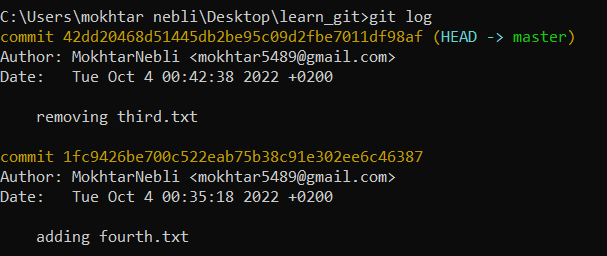 C:\Users\mokhtar nebli\Desktop\learn_git>git log
commit 42dd20468d51445db2be95c09d2fbe7011df98af (HEAD -> master)
Author: MokhtarNebli <mokhtar5489@gmail.com>
Date:   Tue Oct 4 00:42:38 2022 +0200
    removing third.txt
commit 1fc9426be700c522eab75b38c91e302ee6c46387
Author: MokhtarNebli <mokhtar5489@gmail.com>
Date:   Tue Oct 4 00:35:18 2022 +0200
    adding fourth.txt